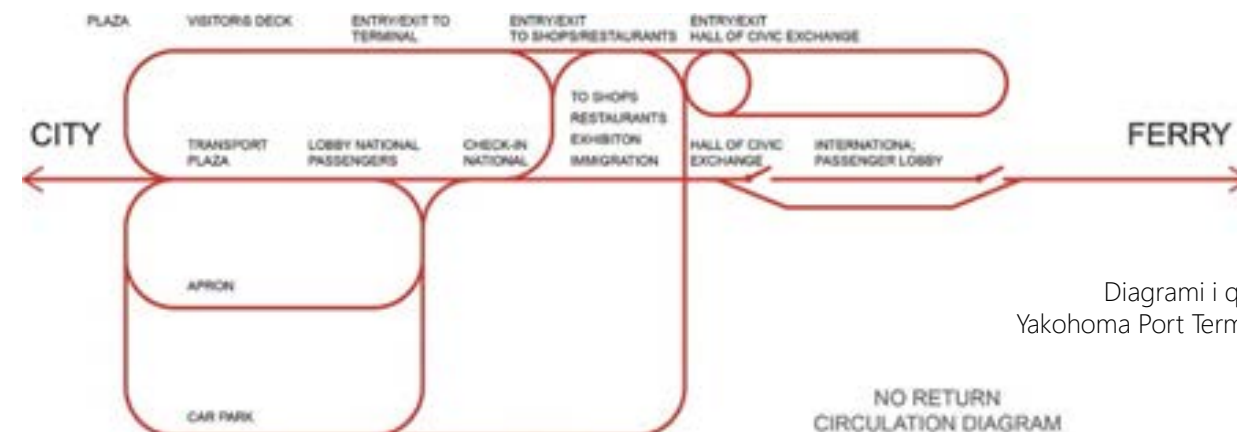 PLAZA
VISITORIS DECK
ENTRY/EXIT TO
TERMINAL
ENTRY/EXIT
TO SHOPS/RESTAURANTS
ENTRY/EXIT
HALL OF CIVIC EXCHANGE
TO SHOPS
RESTAURANTS
EXHIBITON
IMMIGRATION
CITY
TRANSPORT
PLAZA
LOBBY NATIONAL
PASSENGERS
CHECK-IN
NATIONAL
HALL OF CIVIC
EXCHANGE
INTERNATIONA;
PASSENGER LOBBY
FERRY
APRON
Diagrami i q
Yakohoma Port Term
CAR PARK
NO RETURN
CIRCULATION DIAGRAM